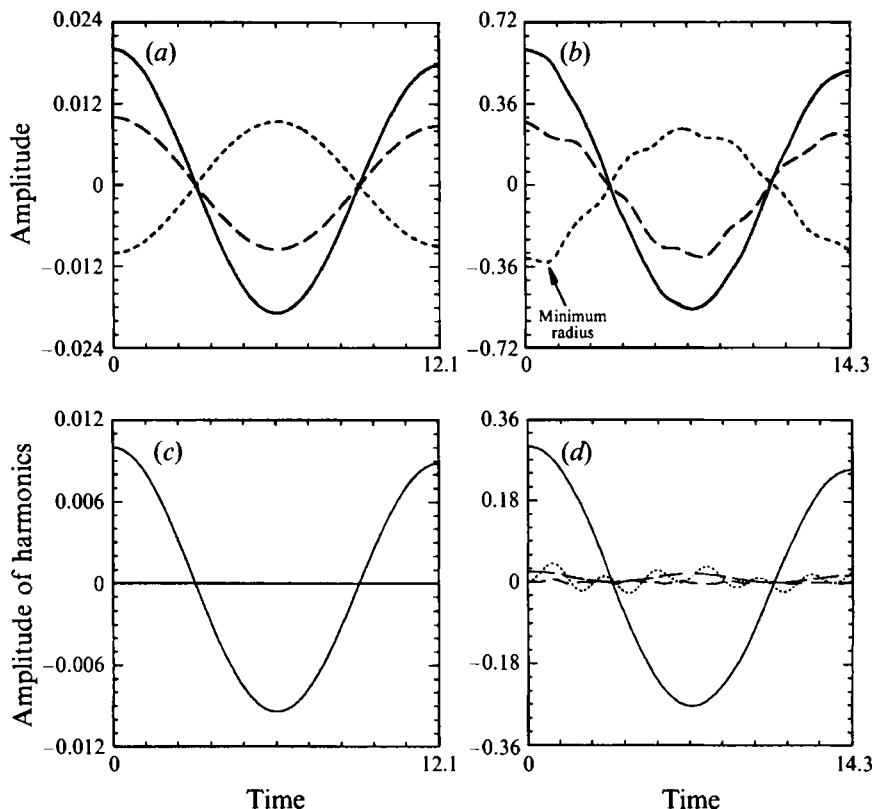 (a)
(b)
0.024
0.012
0
−0.012
−0.024
Amplitude
0
12.1
0.72
0.36
0
−0.36
−0.72
Minimum
radius
0
14.3
(c)
(d)
0.012
0.006
0
−0.006
−0.012
Amplitude of harmonics
0
12.1
Time
0.36
0.18
0
−0.18
−0.36
0
14.3
Time